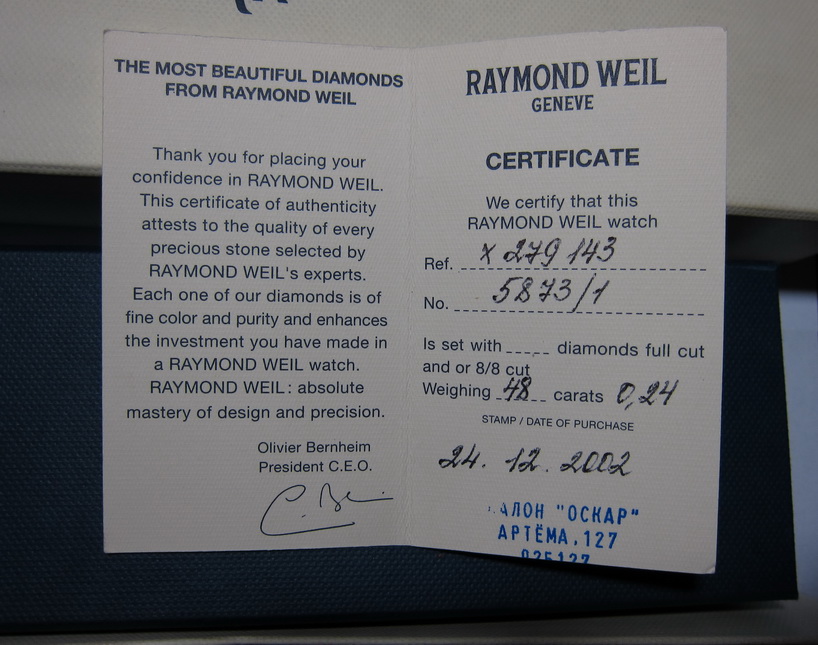 THE MOST BEAUTIFUL DIAMONDS
FROM RAYMOND WEIL
Thank you for placing your
confidence in RAYMOND WEIL.
This certificate of authenticity
attests to the quality of every
precious stone selected by
RAYMOND WEIL's experts.
Each one of our diamonds is of
fine color and purity and enhances
the investment you have made in
a RAYMOND WEIL watch.
RAYMOND WEIL: absolute
mastery of design and precision.
Olivier Bernheim
President C.E.O.
RAYMOND WEIL
GENEVE
CERTIFICATE
We certify that this
RAYMOND WEIL watch
Ref. X 279143
No. 5873/1
Is set with diamonds full cut
and or 8/8 cut
Weighing 48 carats 0,24
STAMP / DATE OF PURCHASE
24. 12. 2002
"ОСКАР"
АРТЁМА, 127